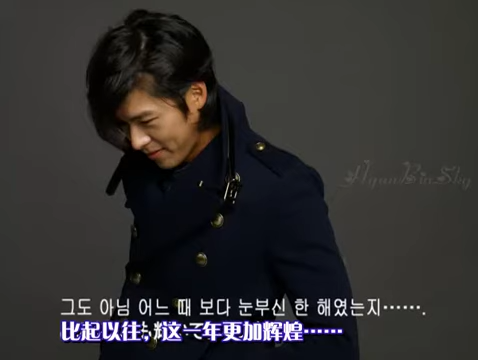 HyunBinSky
그도 아님 어느 때 보다 눈부신 한 해였는지…….
比起以往，这一年更加辉煌……